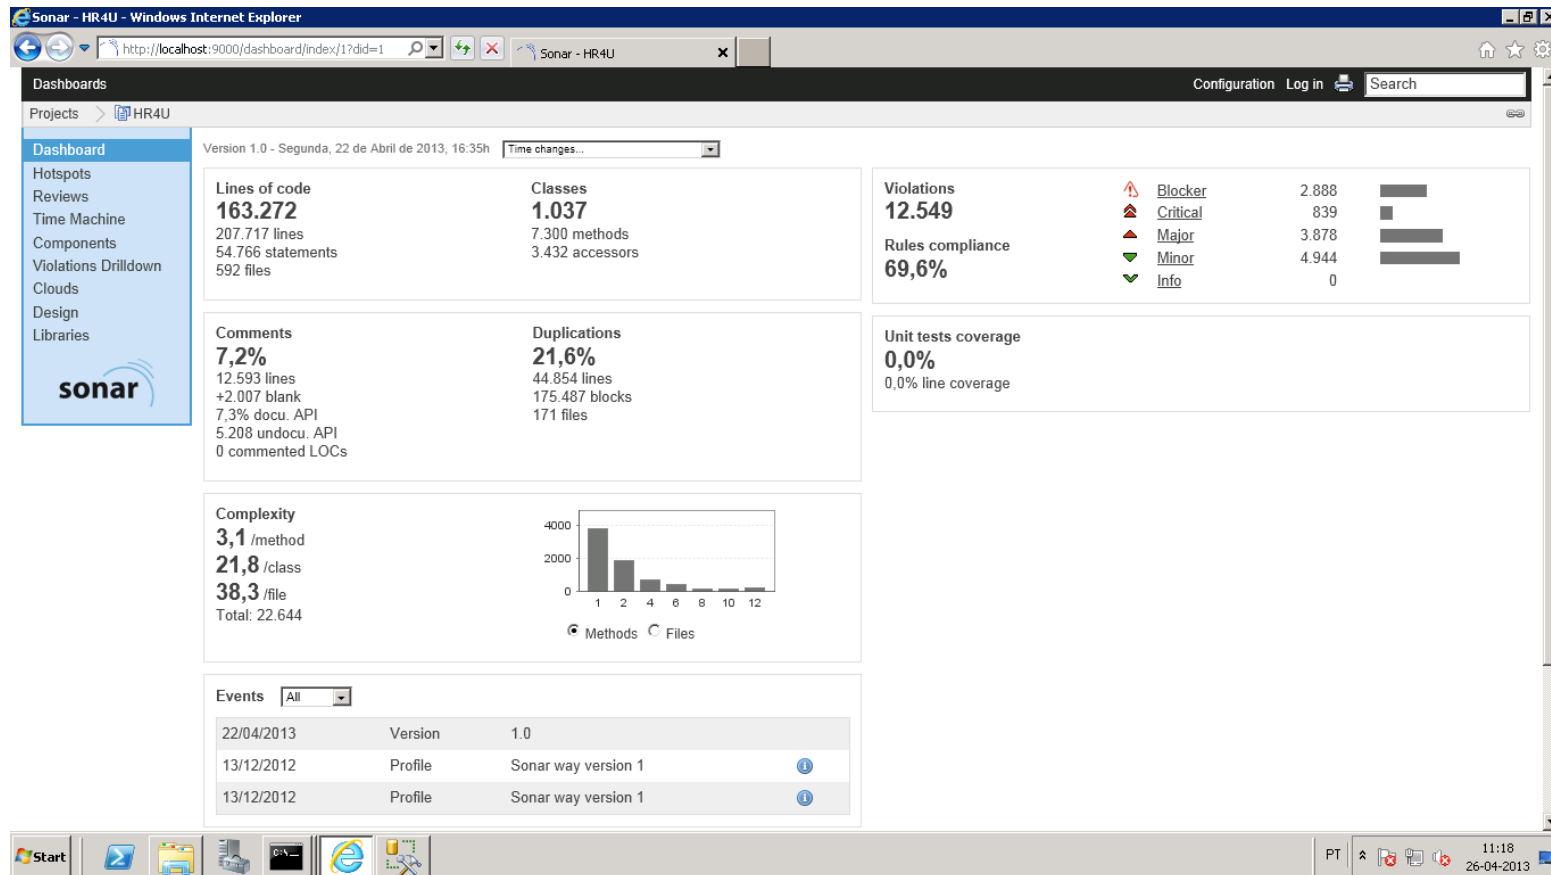 Sonar - HR4U - Windows Internet Explorer
http://localhost:9000/dashboard/index/1?did=1
Sonar - HR4U
Dashboards
Configuration Log in Search
Projects HR4U
Dashboard
Hotspots
Reviews
Time Machine
Components
Violations Drilldown
Clouds
Design
Libraries
sonar
Version 1.0 - Segunda, 22 de Abril de 2013, 16:35h Time changes...
Lines of code
163.272
207.717 lines
54.766 statements
592 files
Classes
1.037
7.300 methods
3.432 accessors
Comments
7,2%
12.593 lines
+2.007 blank
7,3% docu. API
5.208 undocu. API
0 commented LOCs
Duplications
21,6%
44.854 lines
175.487 blocks
171 files
Complexity
3,1 /method
21,8 /class
38,3 /file
Total: 22.644
4000
2000
0
1 2 4 6 8 10 12
Methods Files
Events All
22/04/2013 Version 1.0
13/12/2012 Profile Sonar way version 1
13/12/2012 Profile Sonar way version 1
Violations
12.549
Rules compliance
69,6%
Blocker 2.888
Critical 839
Major 3.878
Minor 4.944
Info 0
Unit tests coverage
0,0%
0,0% line coverage
Start
C:\_
PT
11:18
26-04-2013